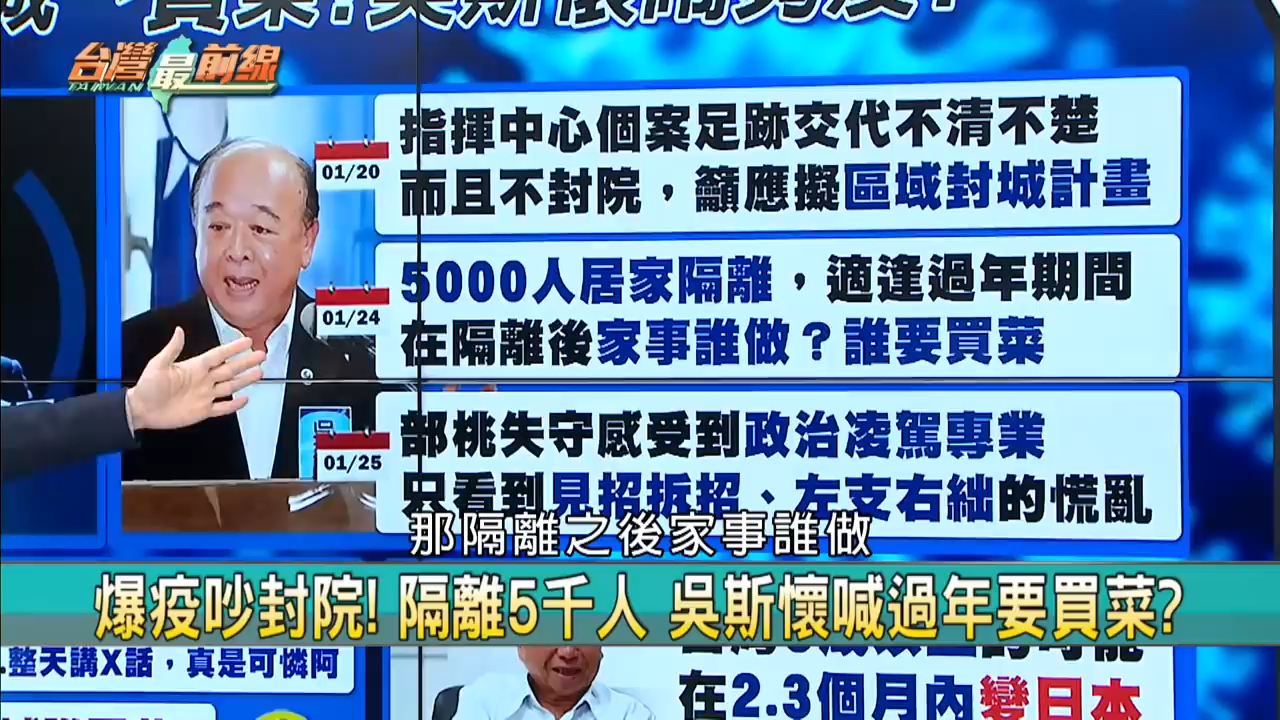 台灣最前線
TAIWAN
01/20
指揮中心個案足跡交代不清不楚
而且不封院，籲應擬區域封城計畫
01/24
5000人居家隔離，適逢過年期間
在隔離後家事誰做？誰要買菜
01/25
部桃失守感受到政治凌駕專業
只看到見招拆招、左支右絀的慌亂
那隔離之後家事誰做
爆疫吵封院! 隔離5千人 吳斯懷喊過年要買菜?
整天講X話，真是可憐阿
在2.3個月內變日本